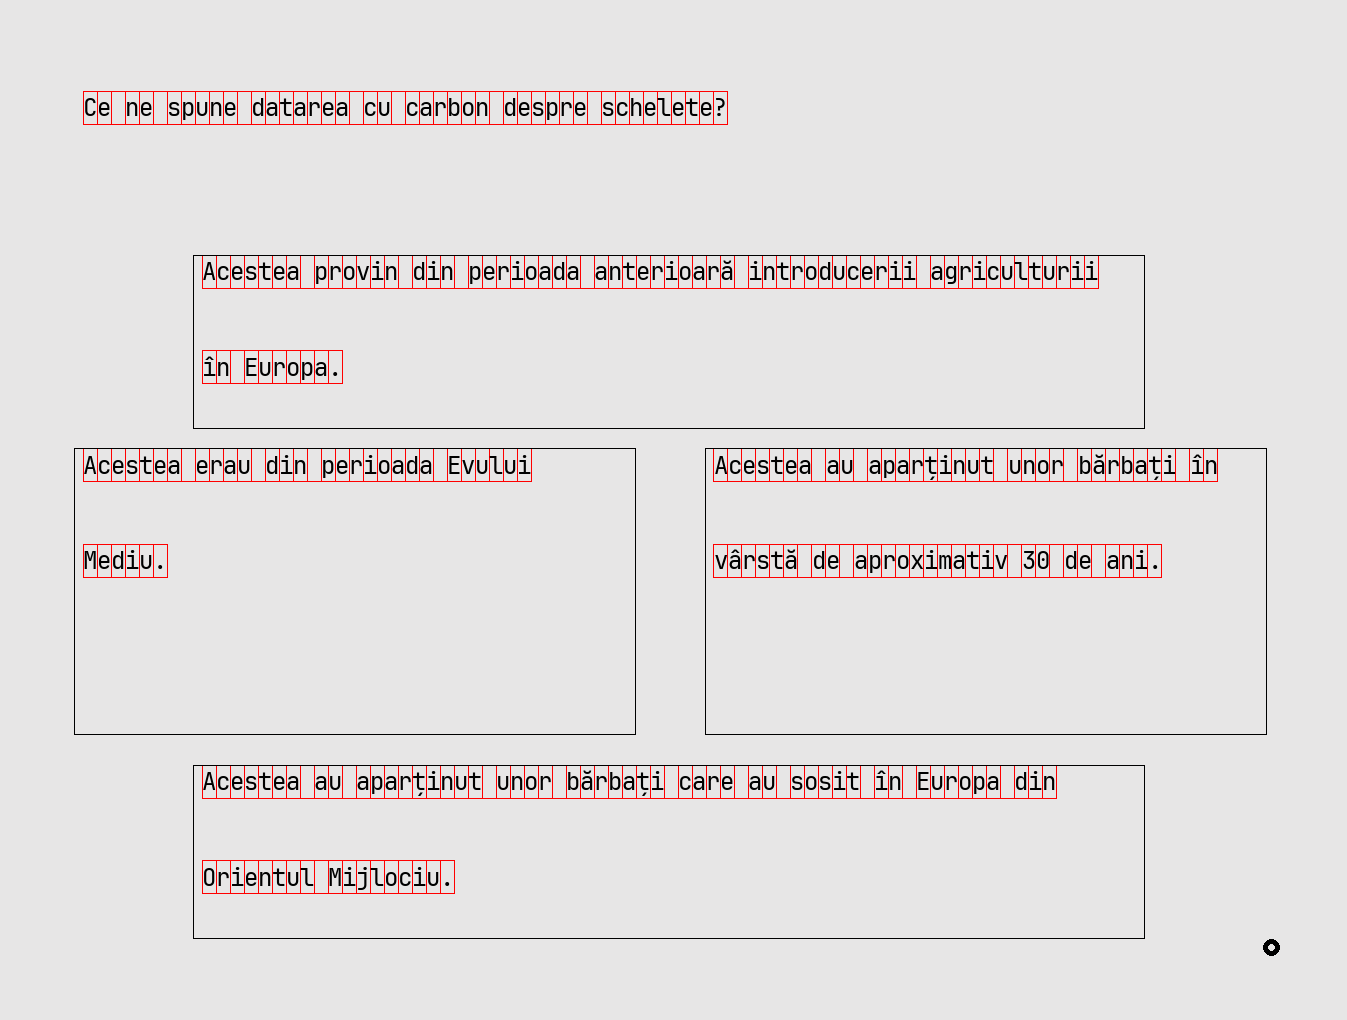 Ce ne spune datarea cu carbon despre schelete?
Acestea provin din perioada anterioară introducerii agriculturii
în Europa.
Acestea erau din perioada Evului
Mediu.
Acestea au aparținut unor bărbați în
vârstă de aproximativ 30 de ani.
Acestea au aparținut unor bărbați care au sosit în Europa din
Orientul Mijlociu.